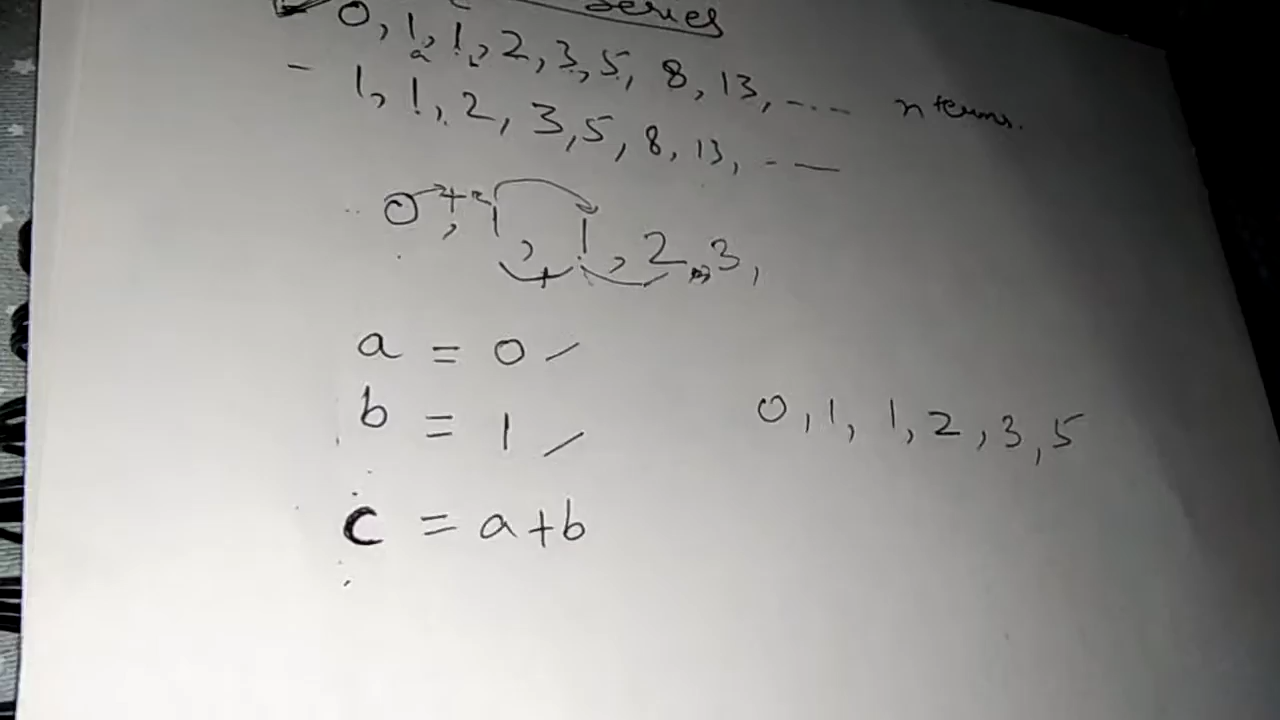 Series
0, 1, 1, 2, 3, 5, 8, 13, .... n terms.
a b
- 1, 1, 2, 3, 5, 8, 13, ..
0 + 1, 1, 2, 3,
+
a = 0
b = 1
0, 1, 1, 2, 3, 5
c = a+b